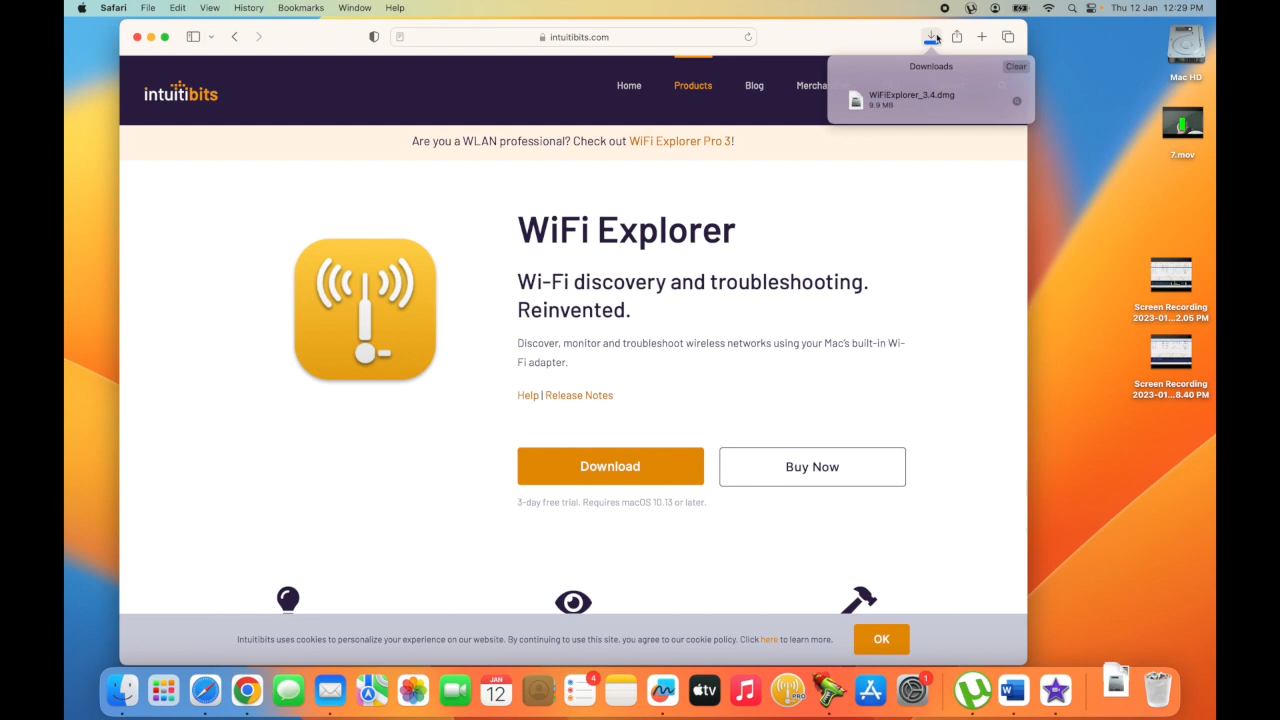 Safari File Edit View History Bookmarks Window Help
Thu 12 Jan 12:29 PM
intuitibits.com
Downloads
Clear
WiFiExplorer_3.4.dmg
9.9 MB
intuitibits
Home Products Blog Mercha
Are you a WLAN professional? Check out WiFi Explorer Pro 3!
WiFi Explorer
Wi-Fi discovery and troubleshooting.
Reinvented.
Discover, monitor and troubleshoot wireless networks using your Mac's built-in Wi-
Fi adapter.
Help | Release Notes
Download
Buy Now
3-day free trial. Requires macOS 10.13 or later.
Intuitibits uses cookies to personalize your experience on our website. By continuing to use this site, you agree to our cookie policy. Click here to learn more.
OK
Mac HD
7.mov
Screen Recording
2023-01...2.05 PM
Screen Recording
2023-01...8.40 PM
JAN
12
4
tv
PRO
1
W